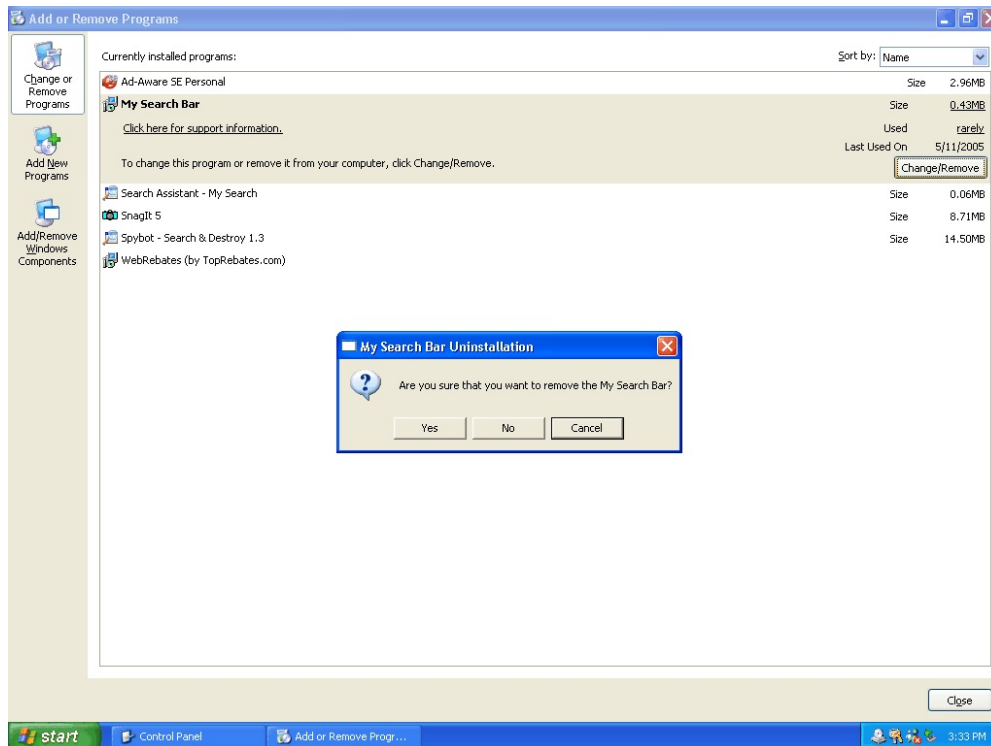 Add or Remove Programs
Change or
Remove
Programs
Add New
Programs
Add/Remove
Windows
Components
Currently installed programs:
Sort by: Name
Ad-Aware SE Personal Size 2.96MB
My Search Bar Size 0.43MB
Click here for support information. Used rarely
Last Used On 5/11/2005
To change this program or remove it from your computer, click Change/Remove. Change/Remove
Search Assistant - My Search Size 0.06MB
SnagIt 5 Size 8.71MB
Spybot - Search & Destroy 1.3 Size 14.50MB
WebRebates (by TopRebates.com)
My Search Bar Uninstallation
Are you sure that you want to remove the My Search Bar?
Yes No Cancel
Close
start Control Panel Add or Remove Progr... 3:33 PM